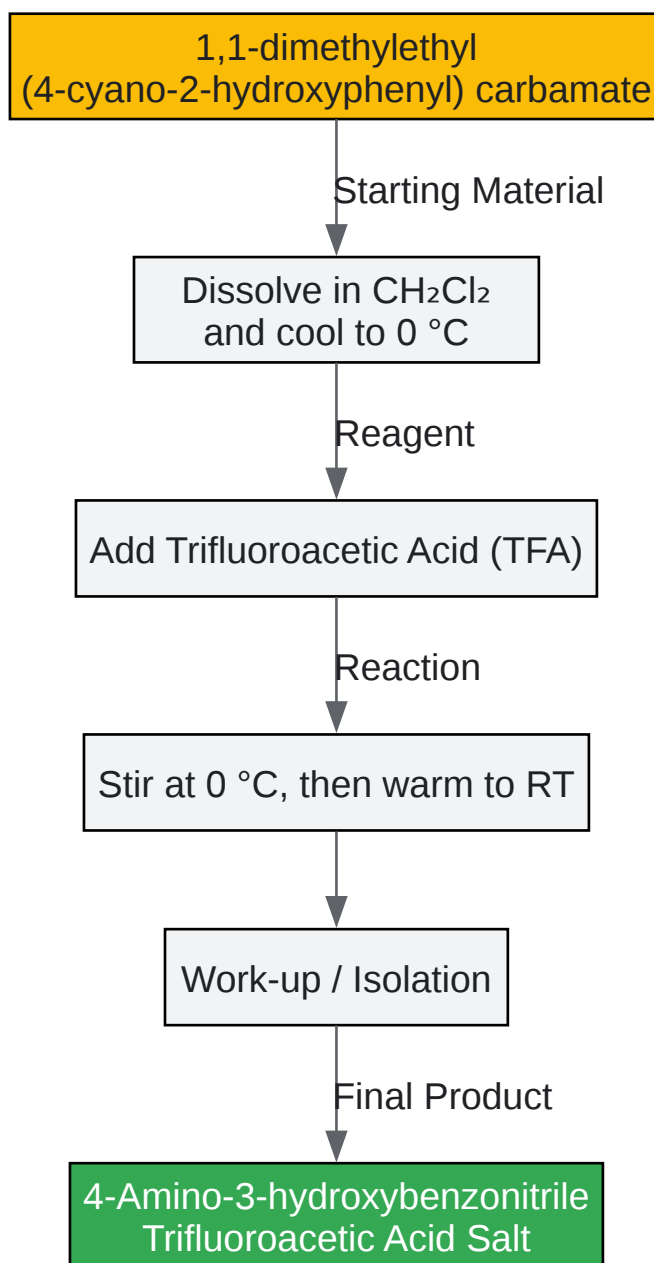 1,1-dimethylethyl
(4-cyano-2-hydroxyphenyl) carbamate
Starting Material
Dissolve in CH₂Cl₂
and cool to 0 °C
Reagent
Add Trifluoroacetic Acid (TFA)
Reaction
Stir at 0 °C, then warm to RT
Work-up / Isolation
Final Product
4-Amino-3-hydroxybenzonitrile
Trifluoroacetic Acid Salt